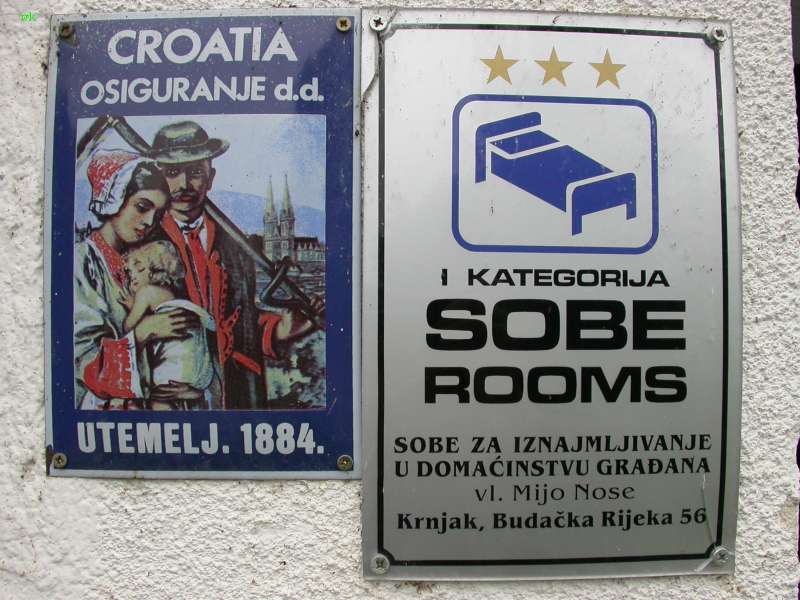 pk
CROATIA
OSIGURANJE d.d.
UTEMELJ. 1884.
I KATEGORIJA
SOBE
ROOMS
SOBE ZA IZNAJMLJIVANJE
U DOMAĆINSTVU GRAĐANA
vl. Mijo Nose
Krnjak, Budačka Rijeka 56